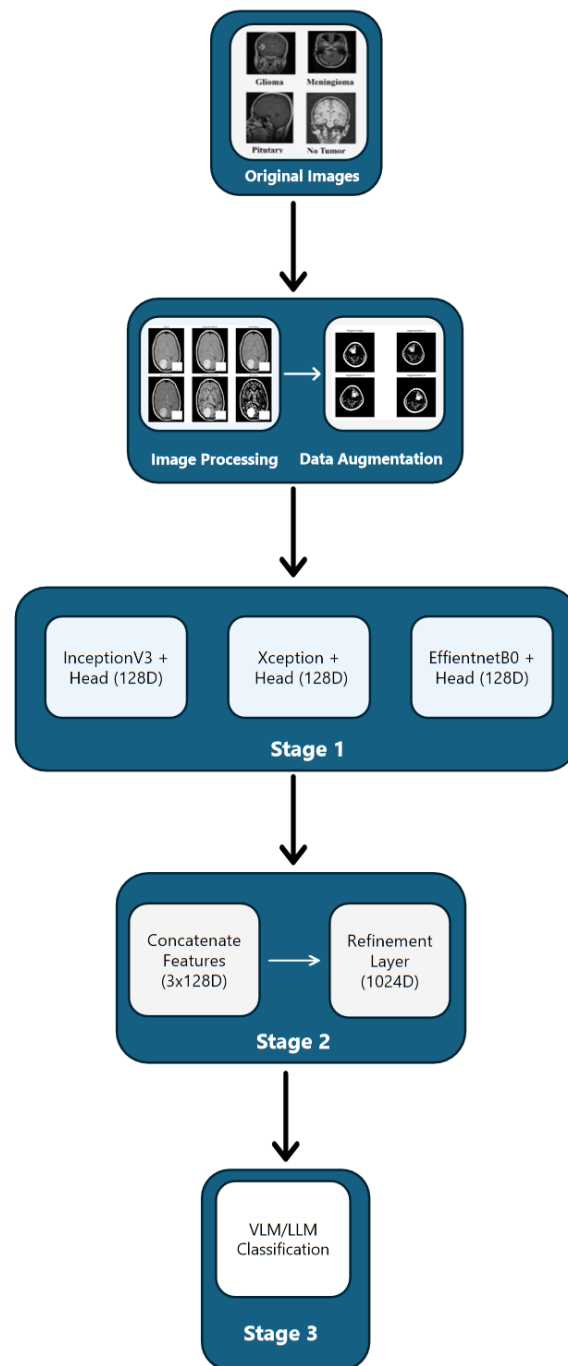 Glioma
Meningioma
Pitutary
No Tumor
Original Images
Image Processing
Data Augmentation
InceptionV3 +
Head (128D)
Xception +
Head (128D)
EffientnetB0 +
Head (128D)
Stage 1
Concatenate
Features
(3x128D)
Refinement
Layer
(1024D)
Stage 2
VLM/LLM
Classification
Stage 3